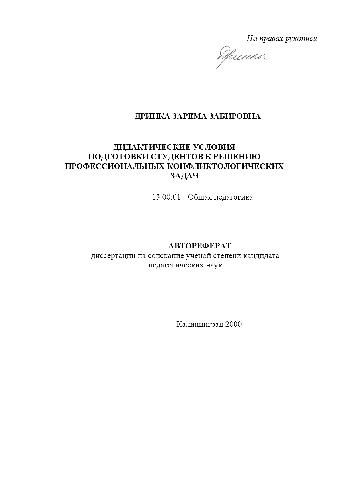 На правах рукописи
ДРИНКА ЗАРЕМА ЗАБИРОВНА
ДИДАКТИЧЕСКИЕ УСЛОВИЯ
ПОДГОТОВКИ СТУДЕНТОВ К РЕШЕНИЮ
ПРОФЕССИОНАЛЬНЫХ КОНФЛИКТОЛОГИЧЕСКИХ
ЗАДАЧ
13.00.01 - Общая педагогика
АВТОРЕФЕРАТ
диссертации на соискание ученой степени кандидата
педагогических наук
Калининград 2000